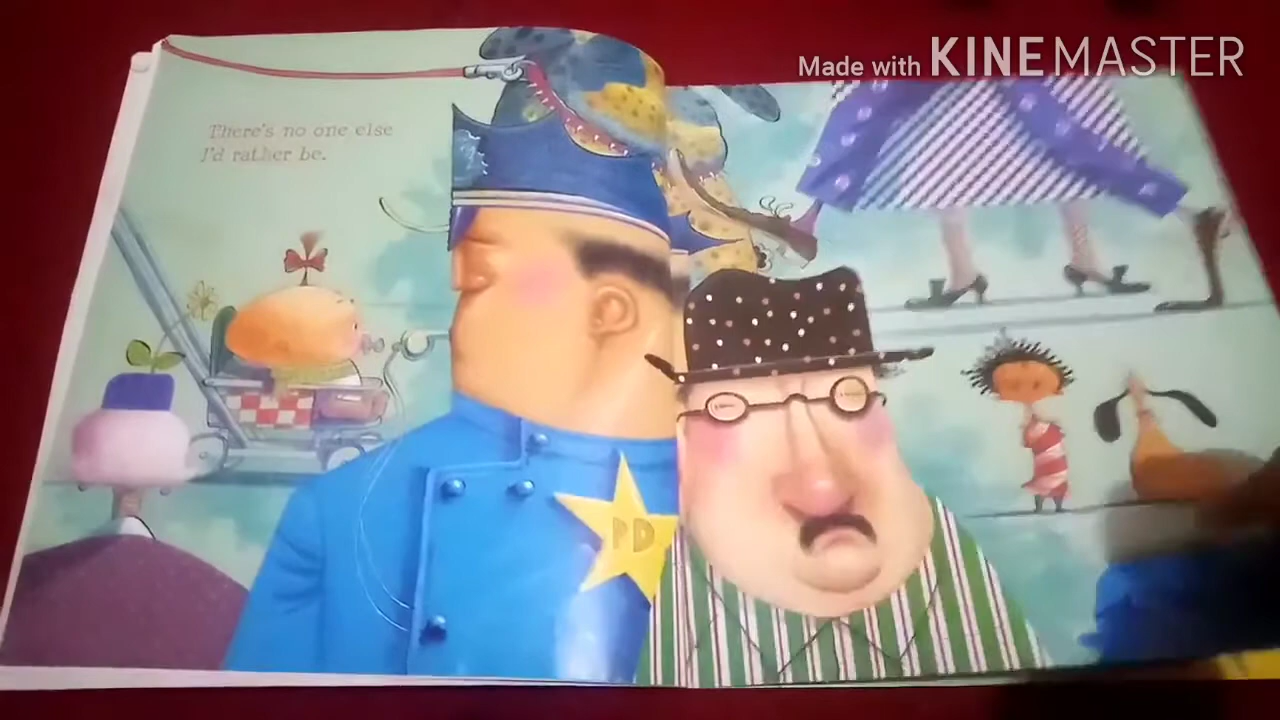 Made with KINEMASTER
There's no one else
I'd rather be.
PD